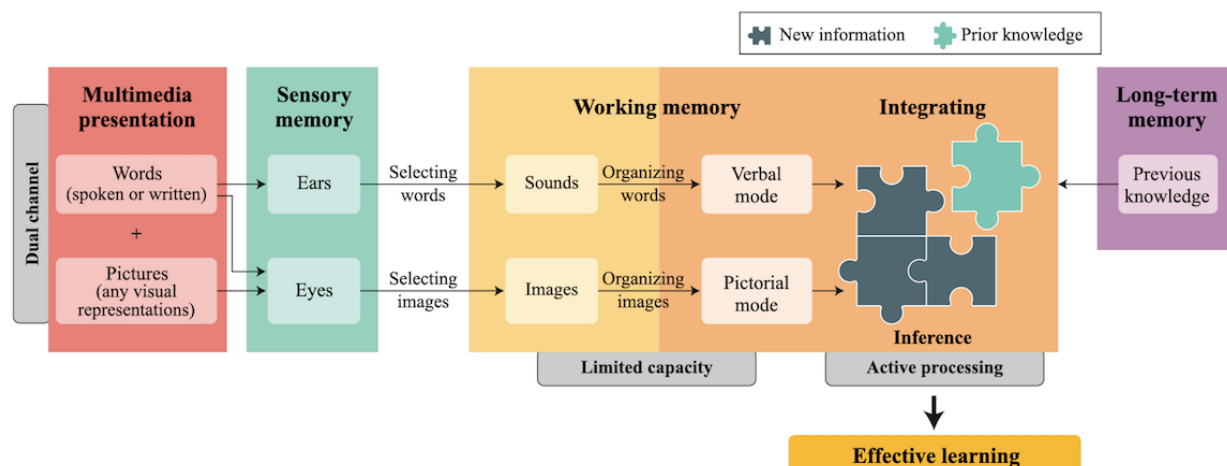 New information
Prior knowledge
Dual channel
Multimedia
presentation
Words
(spoken or written)
+
Pictures
(any visual
representations)
Sensory
memory
Ears
Eyes
Selecting
words
Selecting
images
Working memory
Sounds
Images
Organizing
words
Organizing
images
Verbal
mode
Pictorial
mode
Integrating
Inference
Long-term
memory
Previous
knowledge
Limited capacity
Active processing
Effective learning